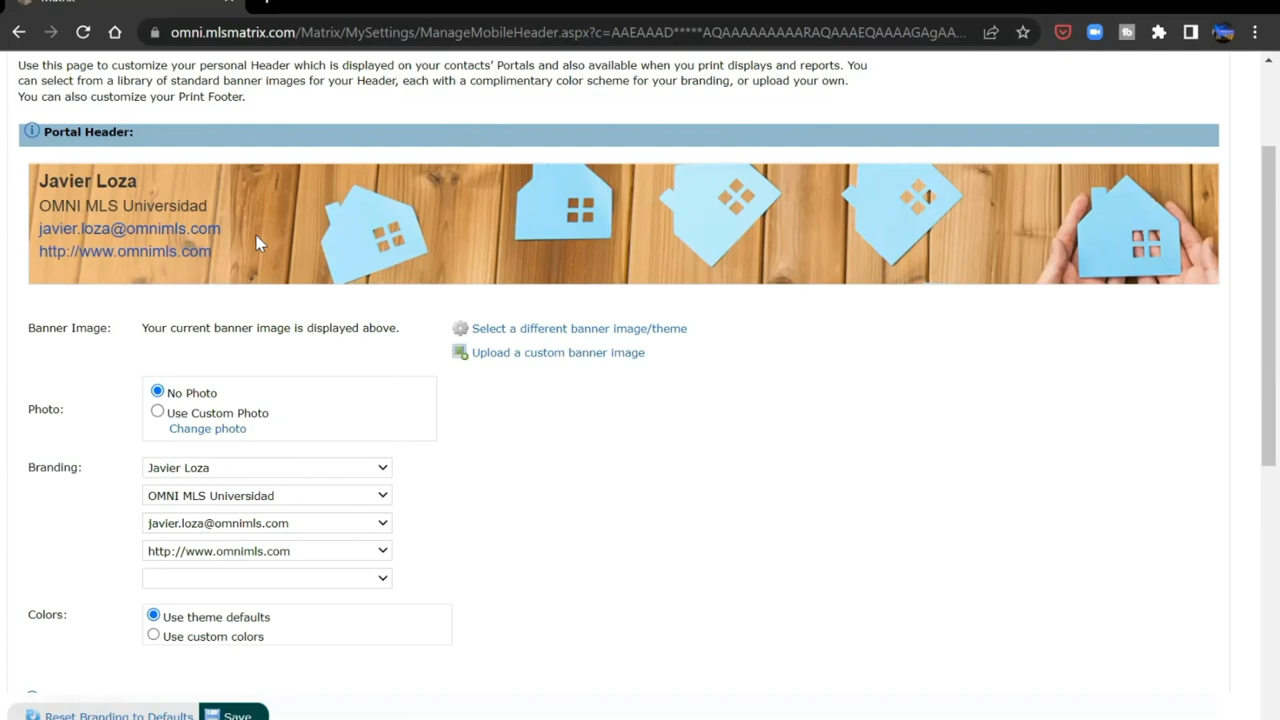 omni.mlsmatrix.com/Matrix/MySettings/ManageMobileHeader.aspx?c=AAEAAAD*****AQAAAAAAAAARAQAAAEQAAAAGAgAA...
Use this page to customize your personal Header which is displayed on your contacts' Portals and also available when you print displays and reports. You
can select from a library of standard banner images for your Header, each with a complimentary color scheme for your branding, or upload your own.
You can also customize your Print Footer.
Portal Header:
Javier Loza
OMNI MLS Universidad
javier.loza@omnimls.com
http://www.omnimls.com
Banner Image: Your current banner image is displayed above. Select a different banner image/theme
Upload a custom banner image
Photo:
No Photo
Use Custom Photo
Change photo
Branding:
Javier Loza
OMNI MLS Universidad
javier.loza@omnimls.com
http://www.omnimls.com
Colors:
Use theme defaults
Use custom colors
Reset Branding to Defaults Save